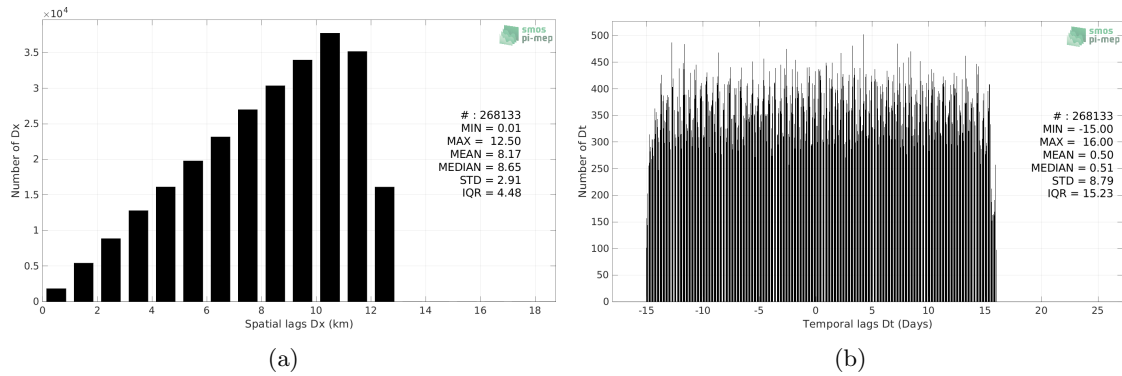 ×10⁴
smos
pi-mep
3.5
3
2.5
2
1.5
1
0.5
0
Number of Dx
# : 268133
MIN = 0.01
MAX = 12.50
MEAN = 8.17
MEDIAN = 8.65
STD = 2.91
IQR = 4.48
0 2 4 6 8 10 12 14 16 18
Spatial lags Dx (km)
(a)
smos
pi-mep
500
450
400
350
300
250
200
150
100
50
0
Number of Dt
# : 268133
MIN = -15.00
MAX = 16.00
MEAN = 0.50
MEDIAN = 0.51
STD = 8.79
IQR = 15.23
-15 -10 -5 0 5 10 15 20 25
Temporal lags Dt (Days)
(b)